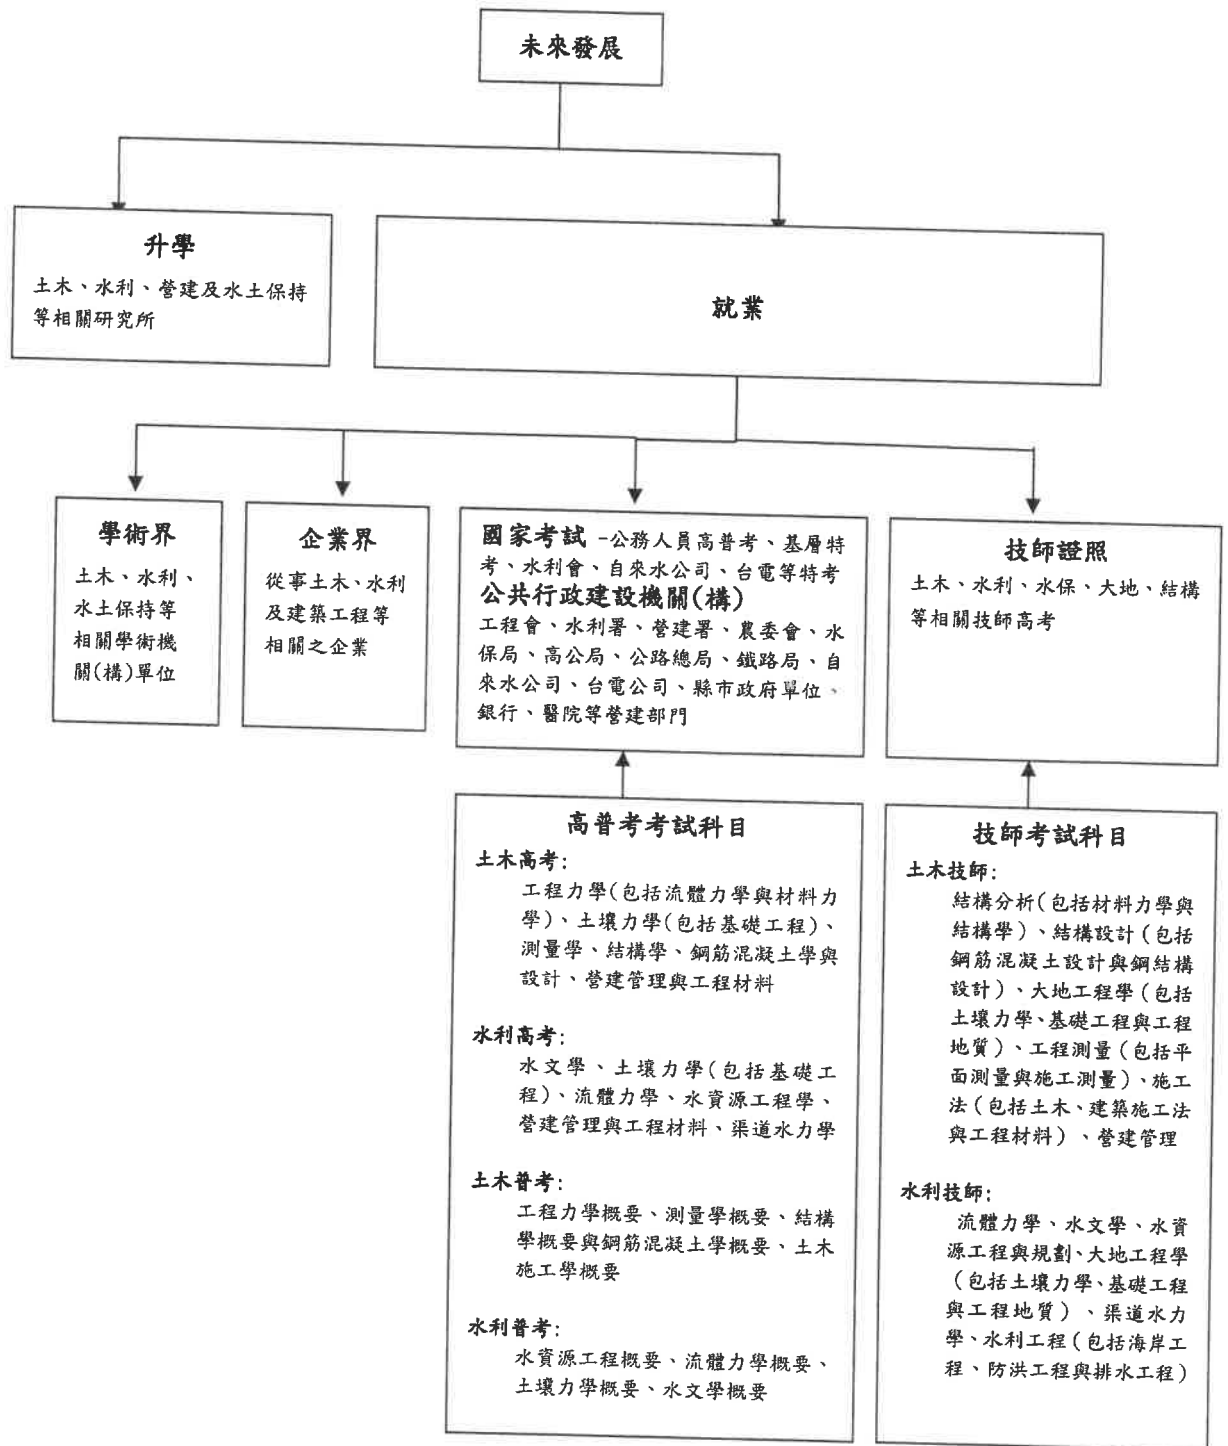 未來發展
升學
土木、水利、營建及水土保持
等相關研究所
就業
學術界
土木、水利、
水土保持等
相關學術機
關(構)單位
企業界
從事土木、水利
及建築工程等
相關之企業
國家考試 -公務人員高普考、基層特
考、水利會、自來水公司、台電等特考
公共行政建設機關(構)
工程會、水利署、營建署、農委會、水
保局、高公局、公路總局、鐵路局、自
來水公司、台電公司、縣市政府單位、
銀行、醫院等營建部門
技師證照
土木、水利、水保、大地、結構
等相關技師高考
高普考考試科目
土木高考:
工程力學(包括流體力學與材料力
學)、土壤力學(包括基礎工程)、
測量學、結構學、鋼筋混凝土學與
設計、營建管理與工程材料
水利高考:
水文學、土壤力學(包括基礎工
程)、流體力學、水資源工程學、
營建管理與工程材料、渠道水力學
土木普考:
工程力學概要、測量學概要、結構
學概要與鋼筋混凝土學概要、土木
施工學概要
水利普考:
水資源工程概要、流體力學概要、
土壤力學概要、水文學概要
技師考試科目
土木技師:
結構分析(包括材料力學與
結構學)、結構設計(包括
鋼筋混凝土設計與鋼結構
設計)、大地工程學(包括
土壤力學、基礎工程與工程
地質)、工程測量(包括平
面測量與施工測量)、施工
法(包括土木、建築施工法
與工程材料)、營建管理
水利技師:
流體力學、水文學、水資
源工程與規劃、大地工程學
(包括土壤力學、基礎工程
與工程地質)、渠道水力
學、水利工程(包括海岸工
程、防洪工程與排水工程)